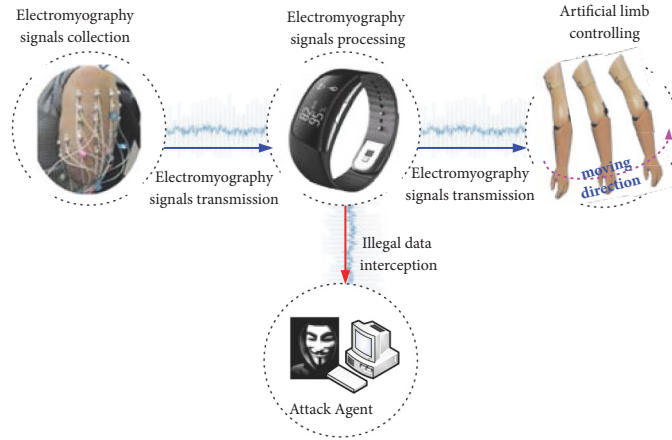 Electromyography
signals collection
Electromyography
signals processing
Artificial limb
controlling
Electromyography
signals transmission
Electromyography
signals transmission
moving
direction
Illegal data
interception
Attack Agent